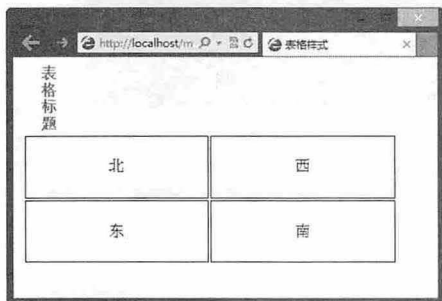 http://localhost/m
表格样式
表
格
标
题
北 西
东 南